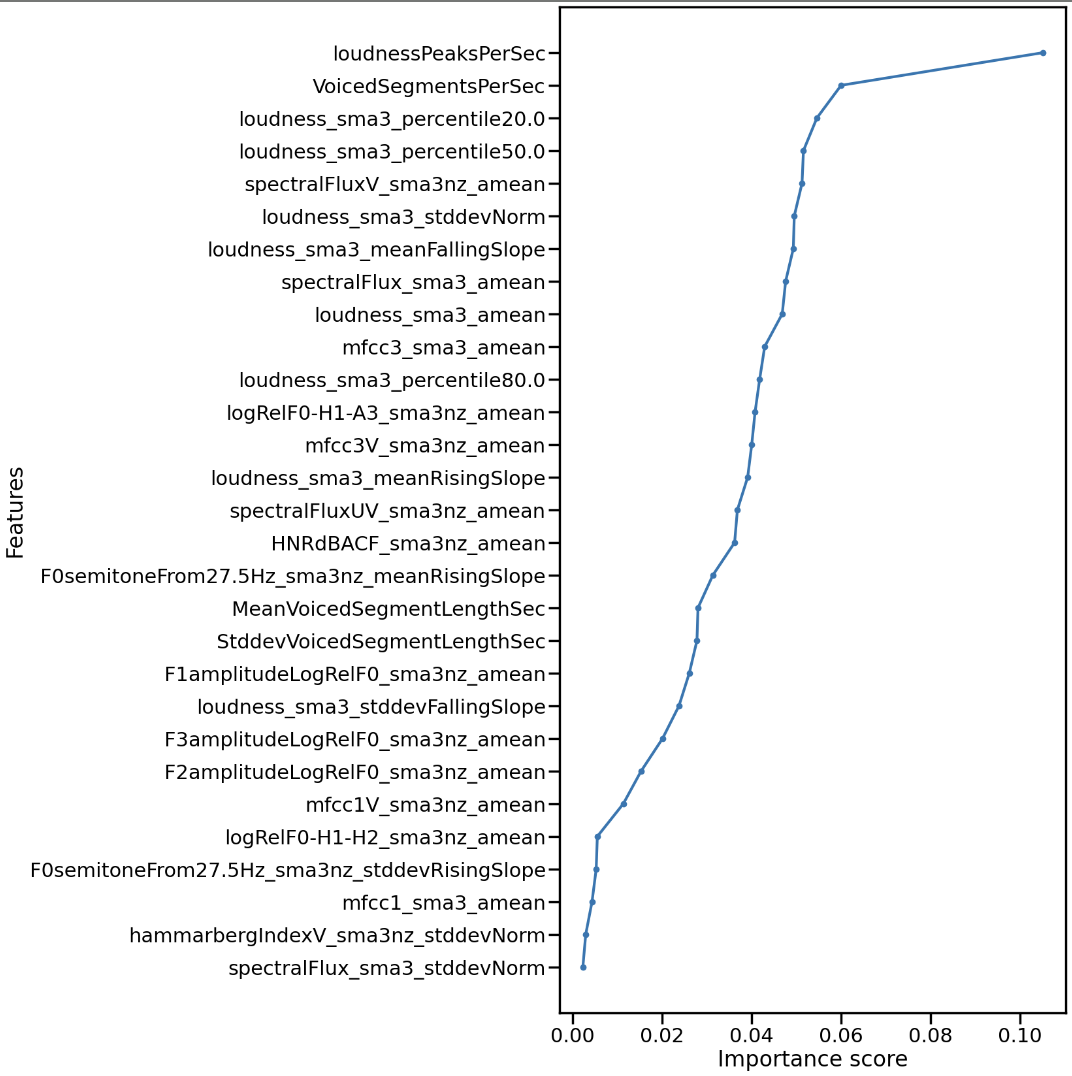 loudnessPeaksPerSec
VoicedSegmentsPerSec
loudness_sma3_percentile20.0
loudness_sma3_percentile50.0
spectralFluxV_sma3nz_amean
loudness_sma3_stddevNorm
loudness_sma3_meanFallingSlope
spectralFlux_sma3_amean
loudness_sma3_amean
mfcc3_sma3_amean
loudness_sma3_percentile80.0
logRelF0-H1-A3_sma3nz_amean
mfcc3V_sma3nz_amean
loudness_sma3_meanRisingSlope
spectralFluxUV_sma3nz_amean
HNRdBACF_sma3nz_amean
F0semitoneFrom27.5Hz_sma3nz_meanRisingSlope
MeanVoicedSegmentLengthSec
StddevVoicedSegmentLengthSec
F1amplitudeLogRelF0_sma3nz_amean
loudness_sma3_stddevFallingSlope
F3amplitudeLogRelF0_sma3nz_amean
F2amplitudeLogRelF0_sma3nz_amean
mfcc1V_sma3nz_amean
logRelF0-H1-H2_sma3nz_amean
F0semitoneFrom27.5Hz_sma3nz_stddevRisingSlope
mfcc1_sma3_amean
hammarbergIndexV_sma3nz_stddevNorm
spectralFlux_sma3_stddevNorm
Features
0.00 0.02 0.04 0.06 0.08 0.10
Importance score